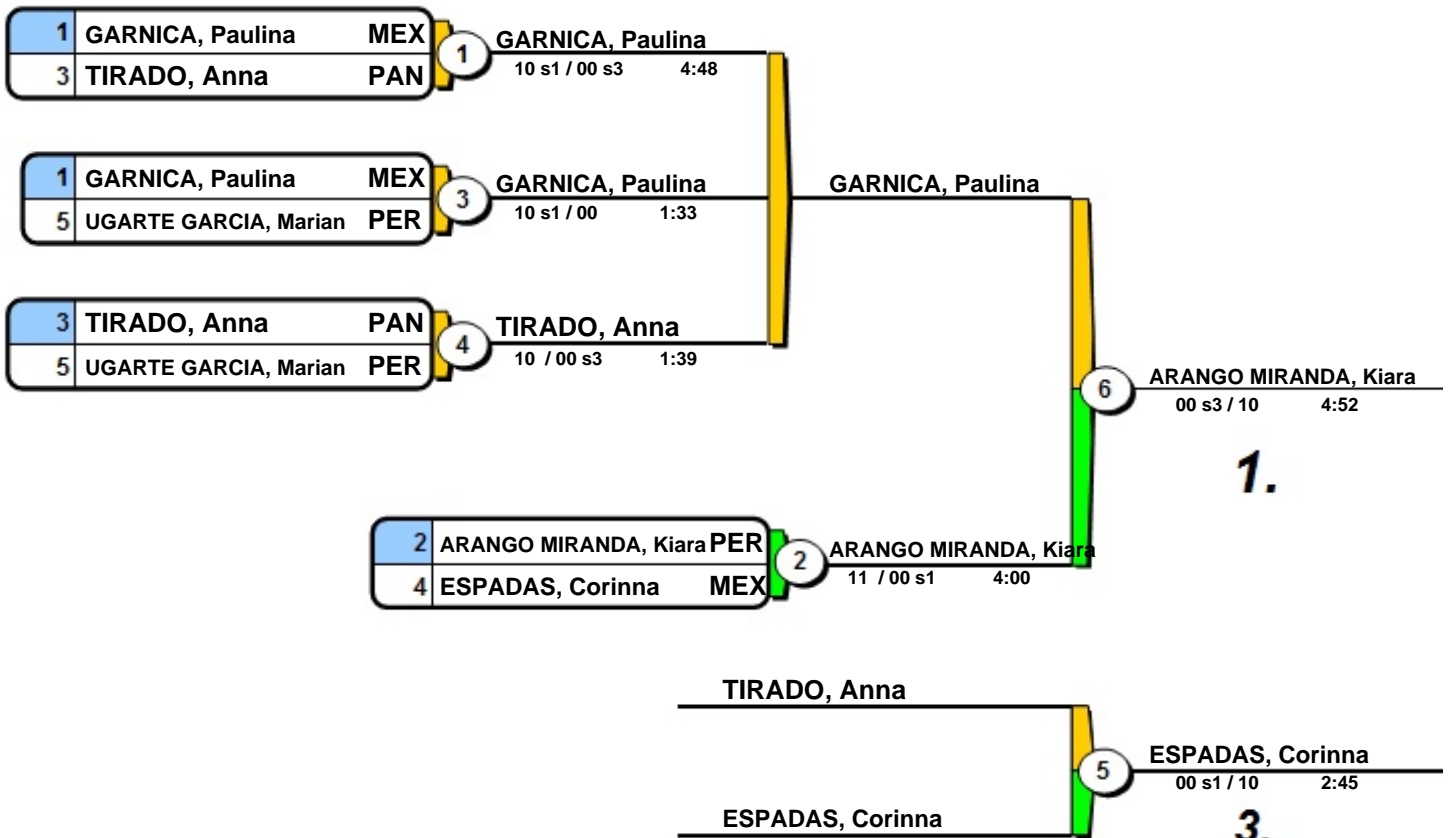 1 GARNICA, Paulina MEX
3 TIRADO, Anna PAN
1
GARNICA, Paulina
10 s1 / 00 s3 4:48
1 GARNICA, Paulina MEX
5 UGARTE GARCIA, Marian PER
3
GARNICA, Paulina
10 s1 / 00 1:33
GARNICA, Paulina
3 TIRADO, Anna PAN
5 UGARTE GARCIA, Marian PER
4
TIRADO, Anna
10 / 00 s3 1:39
6
ARANGO MIRANDA, Kiara
00 s3 / 10 4:52
1.
2 ARANGO MIRANDA, Kiara PER
4 ESPADAS, Corinna MEX
2
ARANGO MIRANDA, Kiara
11 / 00 s1 4:00
TIRADO, Anna
5
ESPADAS, Corinna
00 s1 / 10 2:45
3.
ESPADAS, Corinna